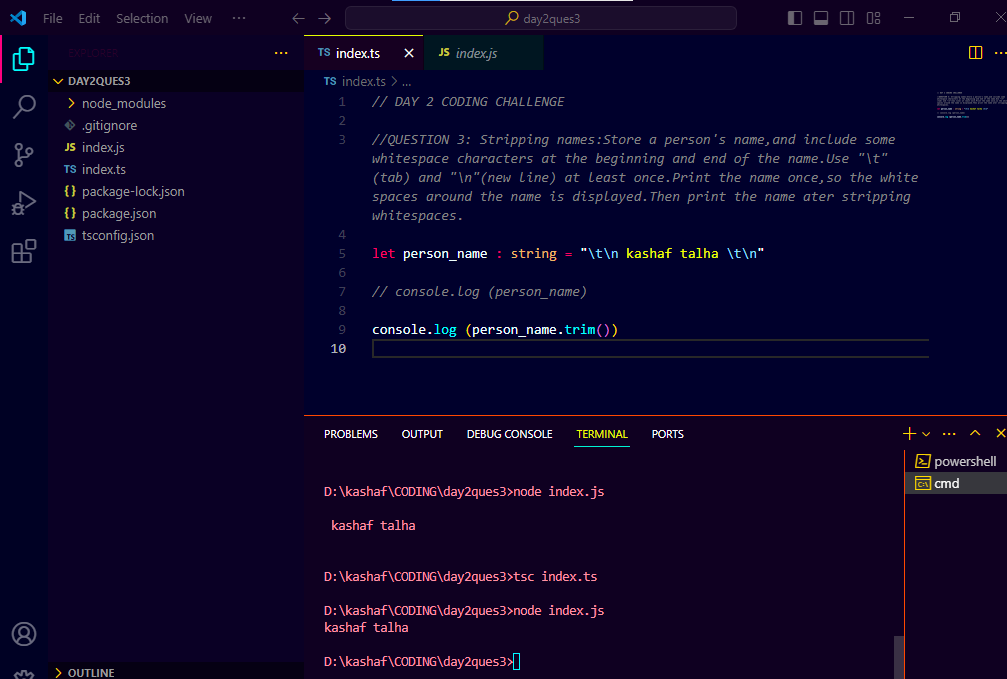 File Edit Selection View ···
day2ques3
EXPLORER
DAY2QUES3
node_modules
.gitignore
JS index.js
TS index.ts
{} package-lock.json
{} package.json
TS tsconfig.json
OUTLINE
TS index.ts
JS index.js
TS index.ts > ...
1 // DAY 2 CODING CHALLENGE
2
3 //QUESTION 3: Stripping names:Store a person's name,and include some
whitespace characters at the beginning and end of the name.Use "\t"
(tab) and "\n"(new line) at least once.Print the name once,so the white
spaces around the name is displayed.Then print the name ater stripping
whitespaces.
4
5 let person_name : string = "\t\n kashaf talha \t\n"
6
7 // console.log (person_name)
8
9 console.log (person_name.trim())
10
PROBLEMS OUTPUT DEBUG CONSOLE TERMINAL PORTS
D:\kashaf\CODING\day2ques3>node index.js
kashaf talha
D:\kashaf\CODING\day2ques3>tsc index.ts
D:\kashaf\CODING\day2ques3>node index.js
kashaf talha
D:\kashaf\CODING\day2ques3>
powershell
cmd